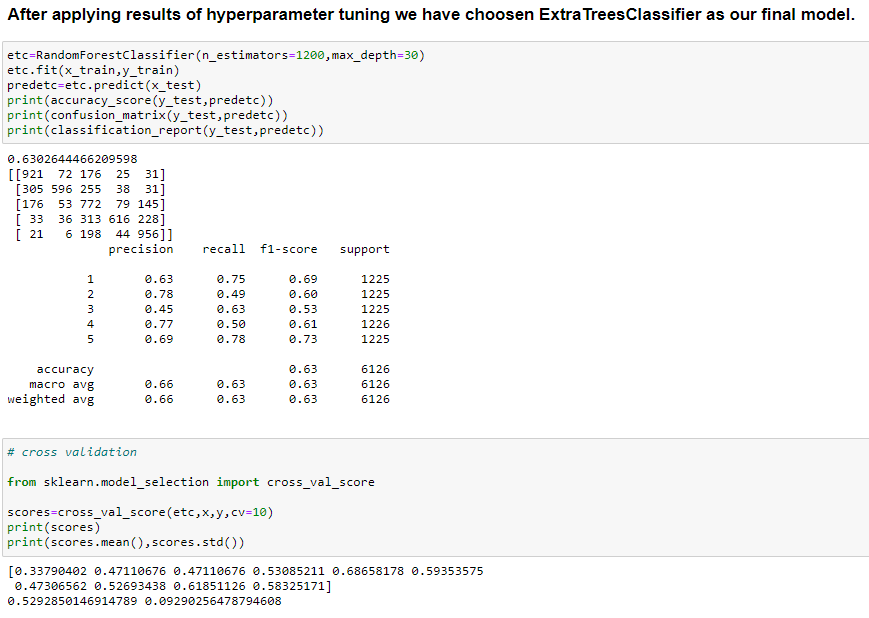 After applying results of hyperparameter tuning we have choosen ExtraTreesClassifier as our final model.
etc=RandomForestClassifier(n_estimators=1200,max_depth=30)
etc.fit(x_train,y_train)
predetc=etc.predict(x_test)
print(accuracy_score(y_test,predetc))
print(confusion_matrix(y_test,predetc))
print(classification_report(y_test,predetc))
0.6302644466209598
[[921  72 176  25  31]
 [305 596 255  38  31]
 [176  53 772  79 145]
 [ 33  36 313 616 228]
 [ 21   6 198  44 956]]
              precision    recall  f1-score   support
           1       0.63      0.75      0.69      1225
           2       0.78      0.49      0.60      1225
           3       0.45      0.63      0.53      1225
           4       0.77      0.50      0.61      1226
           5       0.69      0.78      0.73      1225
    accuracy                           0.63      6126
   macro avg       0.66      0.63      0.63      6126
weighted avg       0.66      0.63      0.63      6126
# cross validation
from sklearn.model_selection import cross_val_score
scores=cross_val_score(etc,x,y,cv=10)
print(scores)
print(scores.mean(),scores.std())
[0.33790402 0.47110676 0.47110676 0.53085211 0.68658178 0.59353575
 0.47306562 0.52693438 0.61851126 0.58325171]
0.5292850146914789 0.09290256478794608